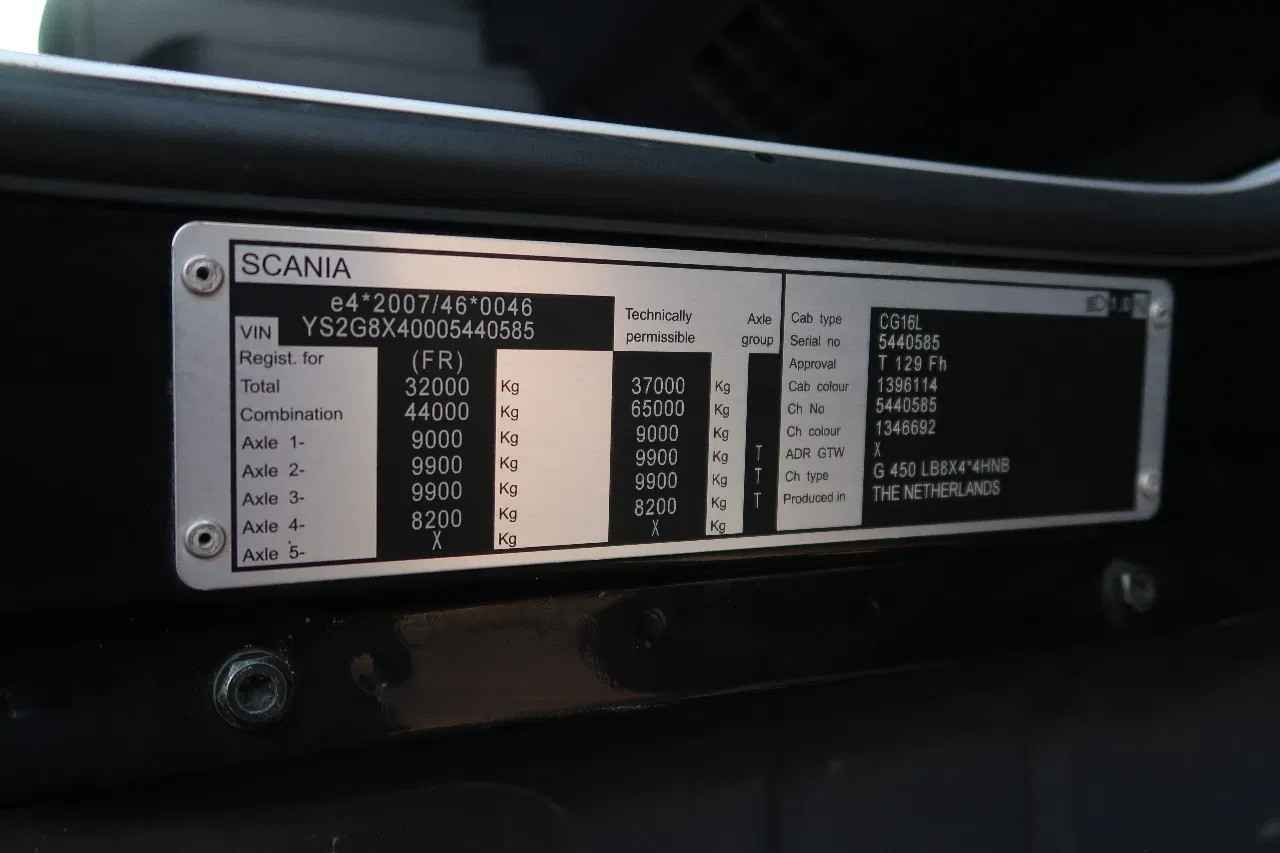 SCANIA
e4*2007/46*0046
VIN YS2G8X40005440585
Technically permissible
Axle group
Regist. for (FR)
Total 32000 Kg 37000 Kg
Combination 44000 Kg 65000 Kg
Axle 1- 9000 Kg 9000 Kg
Axle 2- 9900 Kg 9900 Kg T
Axle 3- 9900 Kg 9900 Kg T
Axle 4- 8200 Kg 8200 Kg T
Axle 5- X Kg X Kg
Cab type CG16L
Serial no 5440585
Approval T 129 Fh
Cab colour 1396114
Ch No 5440585
Ch colour 1346692
ADR GTW X
Ch type G 450 LB8X4*4HNB
Produced in THE NETHERLANDS